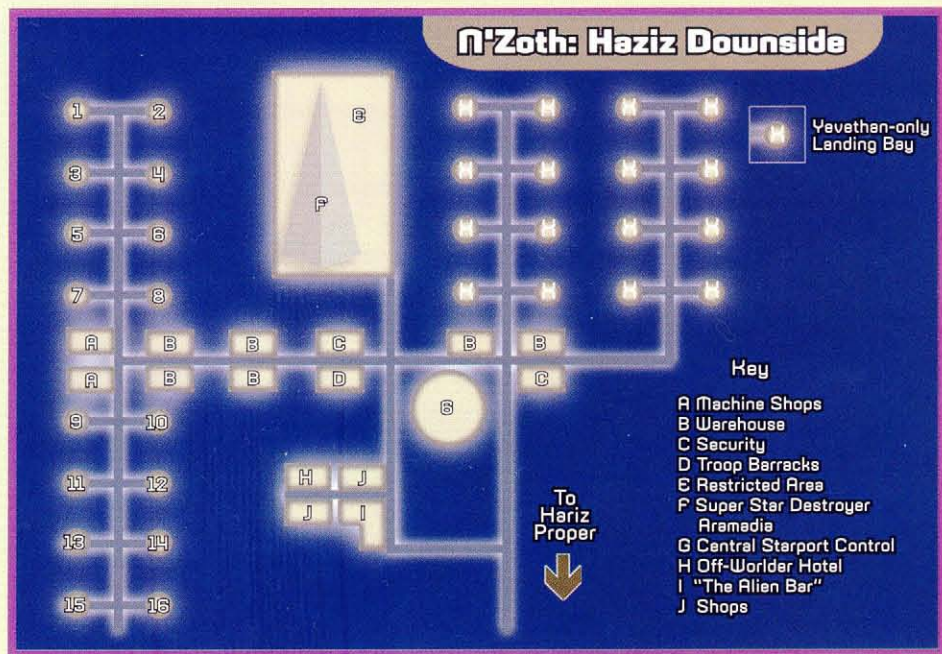 N'Zoth: Haziz Downside
1 2
3 4
5 6
7 8
E
F
Yavethan-only
Landing Bay
A B B C B B
A B B D C
G
9 10
11 12
13 14
15 16
H J
J I
To
Hariz
Proper
Key
A Machine Shops
B Warehouse
C Security
D Troop Barracks
E Restricted Area
F Super Star Destroyer
Aramadia
G Central Starport Control
H Off-Worlder Hotel
I "The Alien Bar"
J Shops